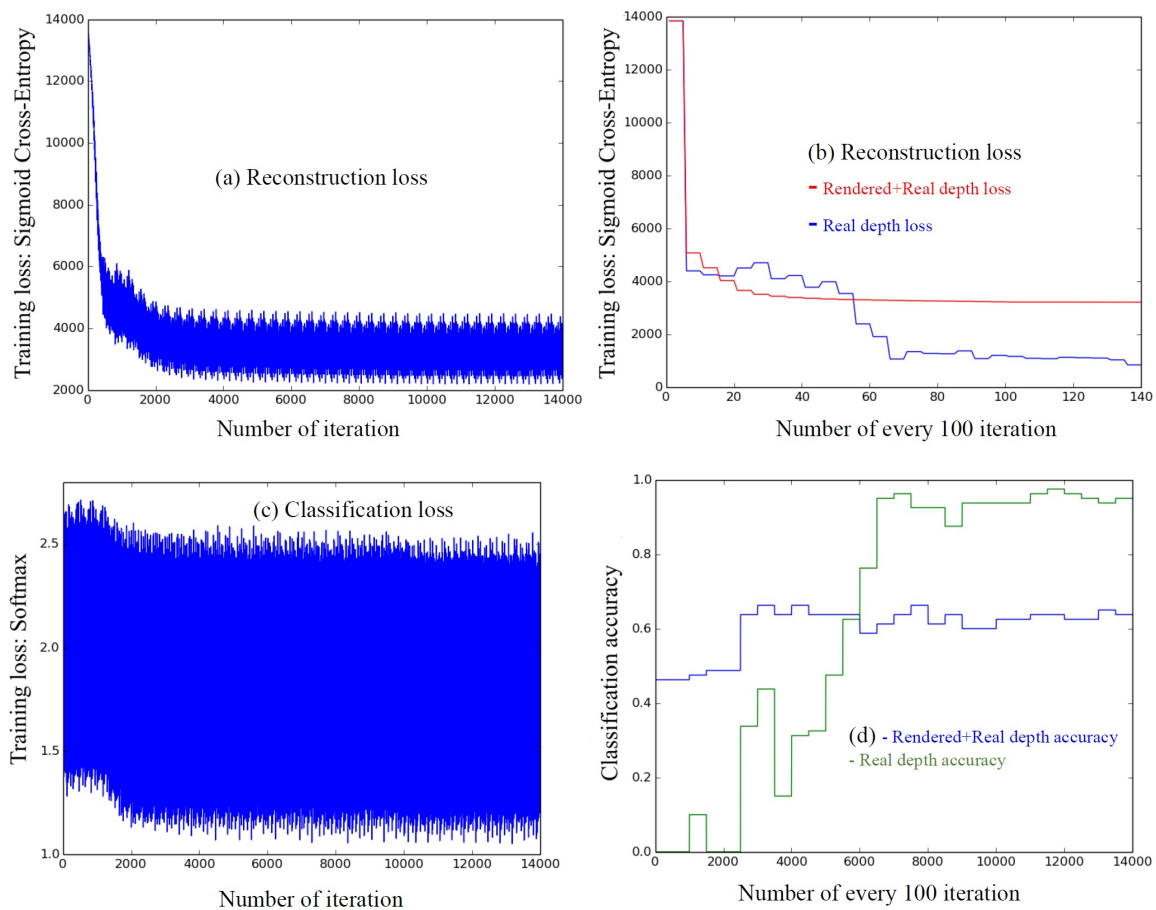 14000
12000
10000
8000
6000
4000
2000
0 2000 4000 6000 8000 10000 12000 14000
Training loss: Sigmoid Cross-Entropy
(a) Reconstruction loss
Number of iteration
14000
12000
10000
8000
6000
4000
2000
0
0 20 40 60 80 100 120 140
Training loss: Sigmoid Cross-Entropy
(b) Reconstruction loss
Rendered+Real depth loss
Real depth loss
Number of every 100 iteration
2.5
2.0
1.5
1.0
0 2000 4000 6000 8000 10000 12000 14000
Training loss: Softmax
(c) Classification loss
Number of iteration
1.0
0.8
0.6
0.4
0.2
0.0
0 2000 4000 6000 8000 10000 12000 14000
Classification accuracy
(d) - Rendered+Real depth accuracy
- Real depth accuracy
Number of every 100 iteration